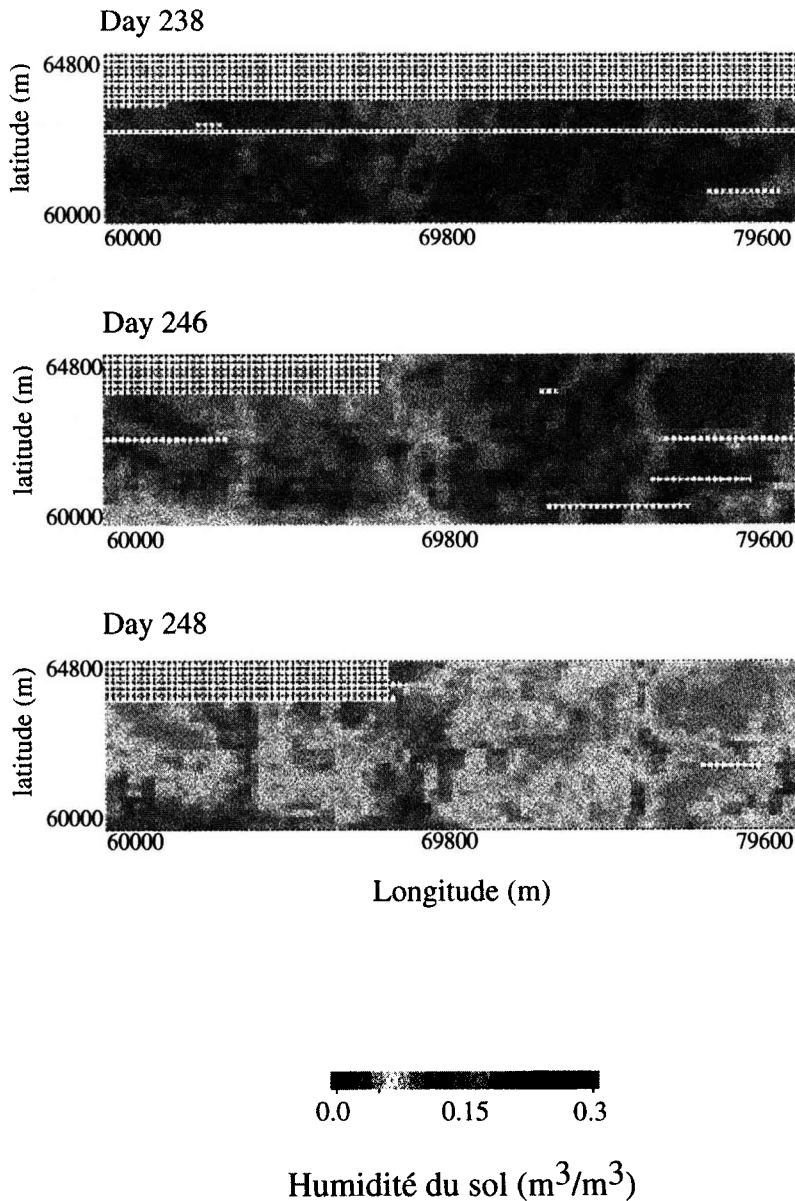 Day 238
64800
latitude (m)
60000
60000 69800 79600
Day 246
64800
latitude (m)
60000
60000 69800 79600
Day 248
64800
latitude (m)
60000
60000 69800 79600
Longitude (m)
0.0 0.15 0.3
Humidité du sol (m³/m³)